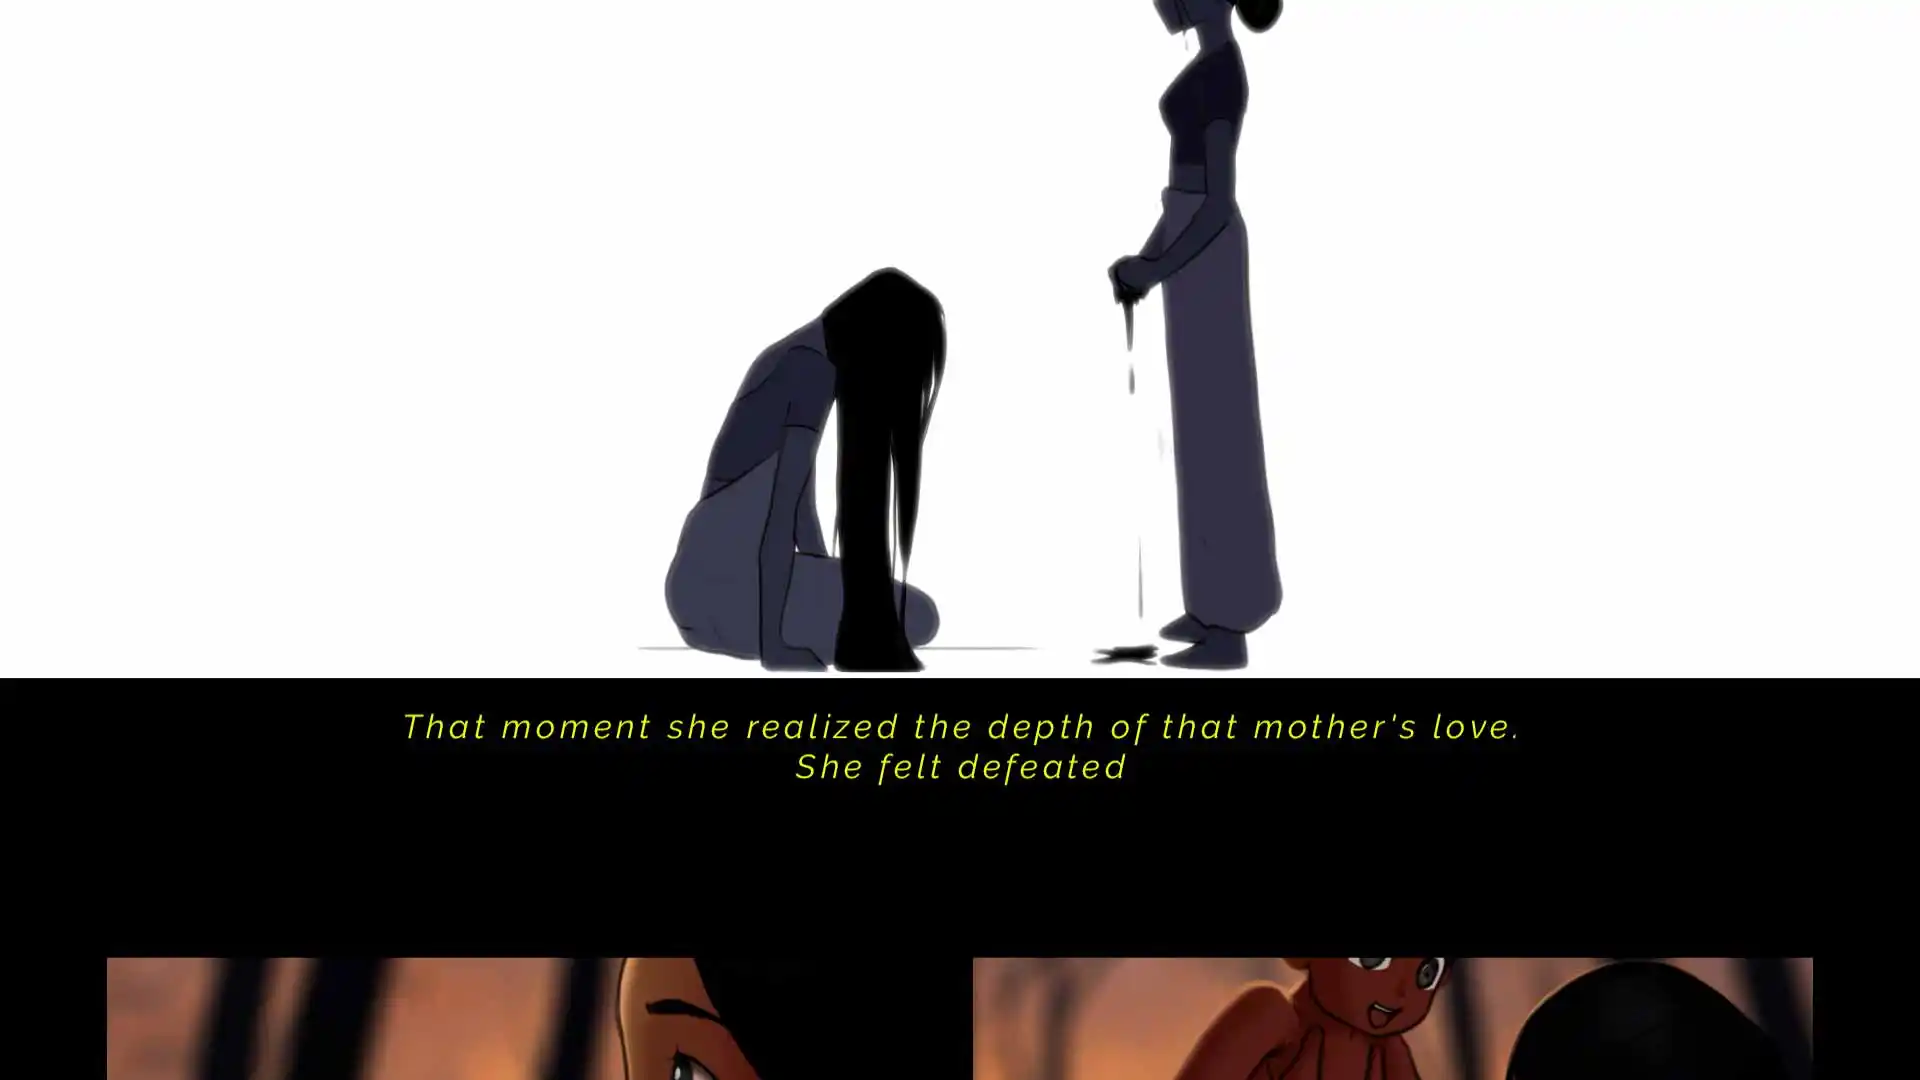 That moment she realized the depth of that mother's love.
She felt defeated